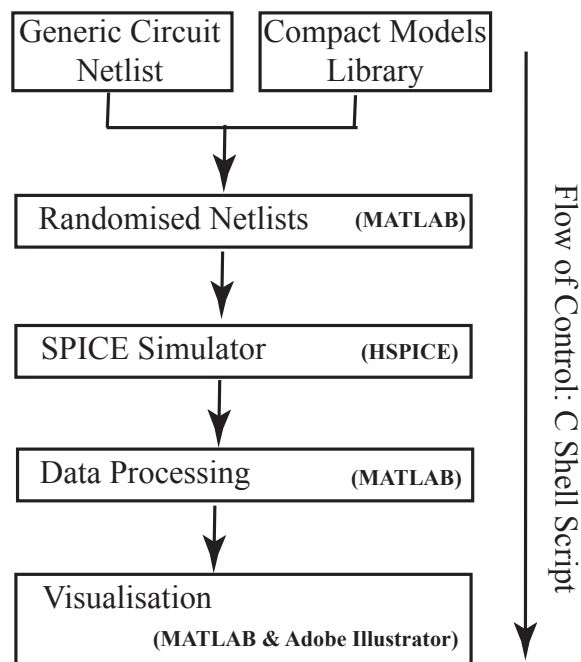 Generic Circuit
Netlist
Compact Models
Library
Randomised Netlists (MATLAB)
SPICE Simulator (HSPICE)
Data Processing (MATLAB)
Visualisation
(MATLAB & Adobe Illustrator)
Flow of Control: C Shell Script